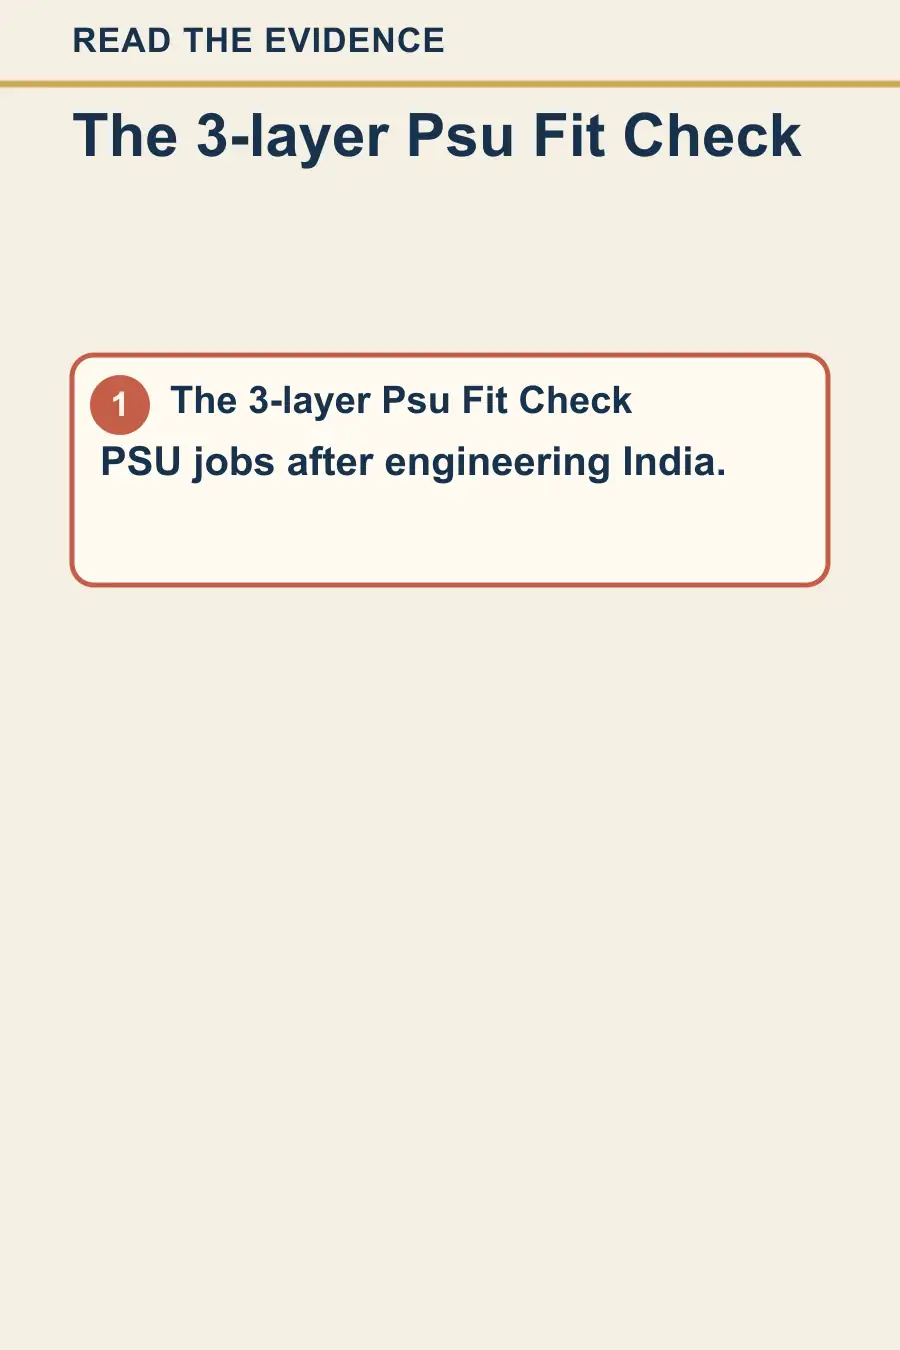 READ THE EVIDENCE
The 3-layer Psu Fit Check
1 The 3-layer Psu Fit Check
PSU jobs after engineering India.